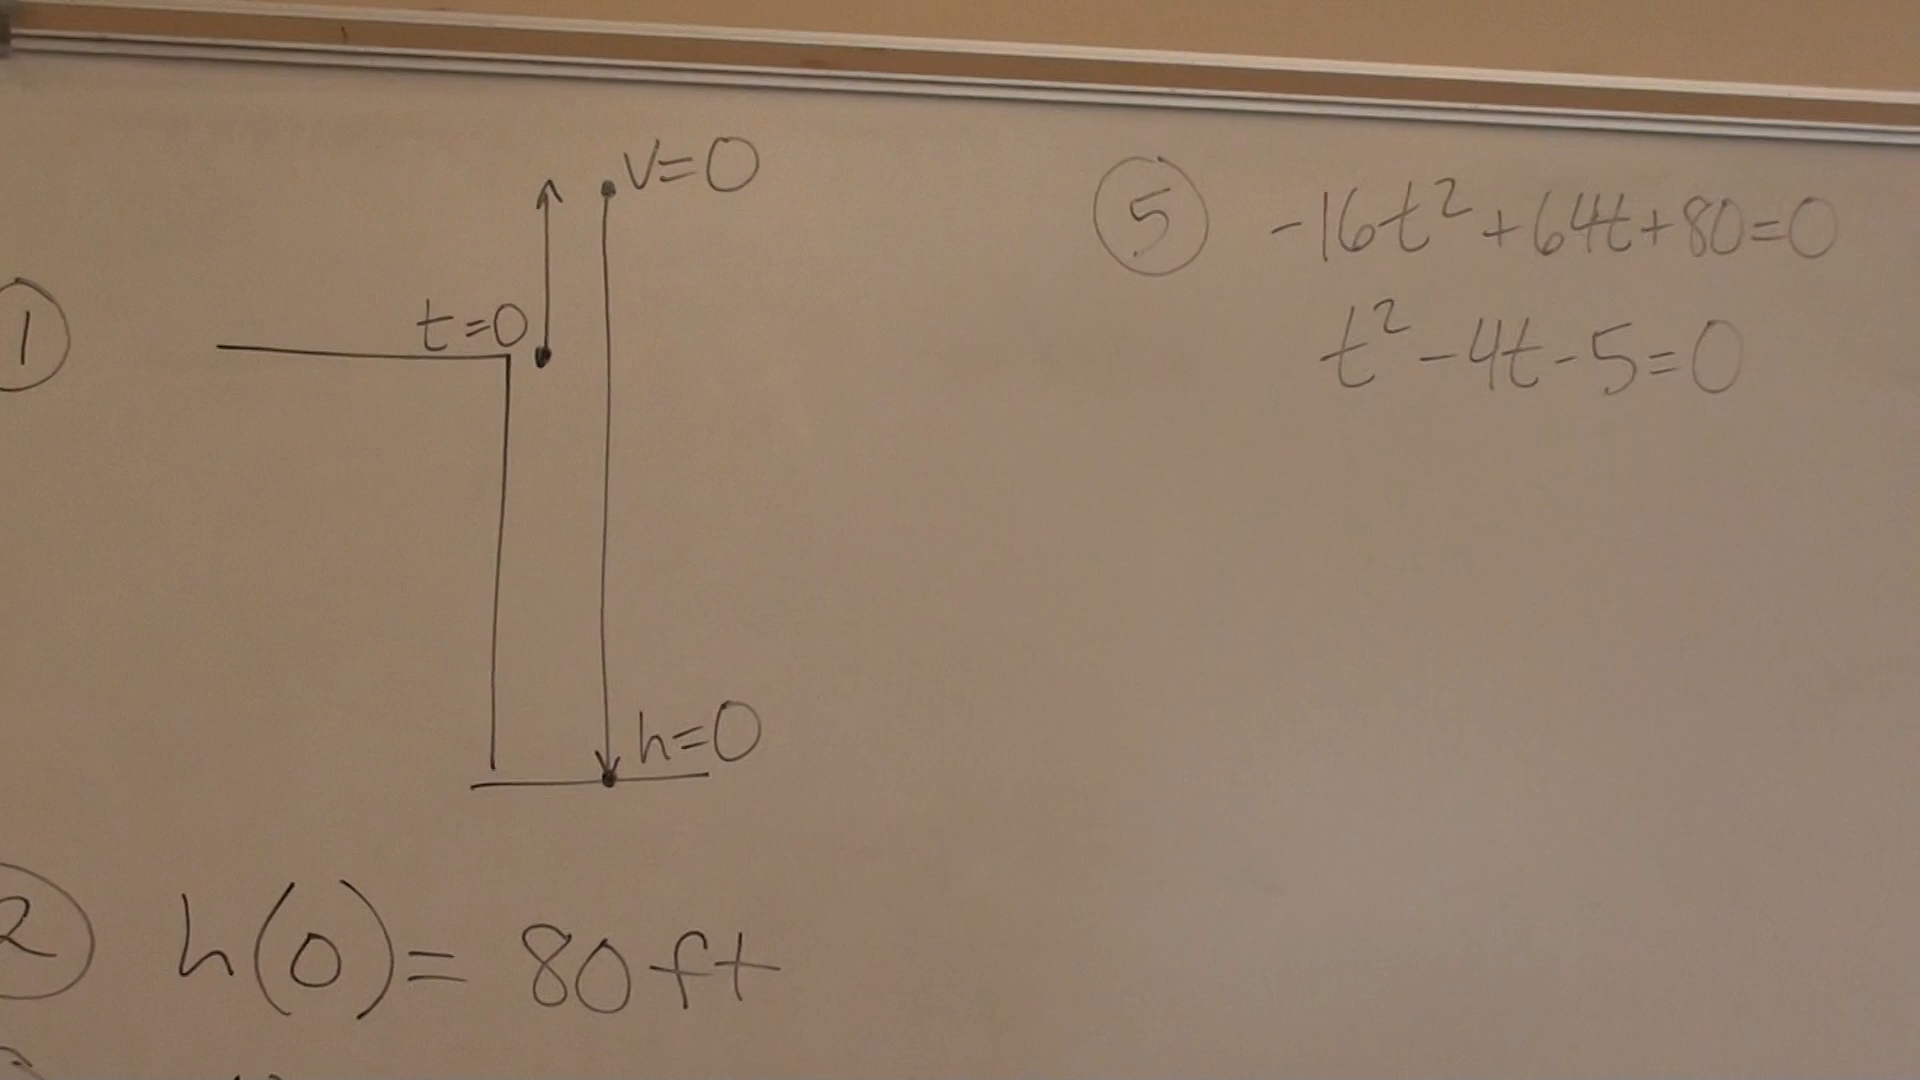 v=0
t=0
1
h=0
2 h(0)= 80ft
5 -16t²+64t+80=0
t²-4t-5=0